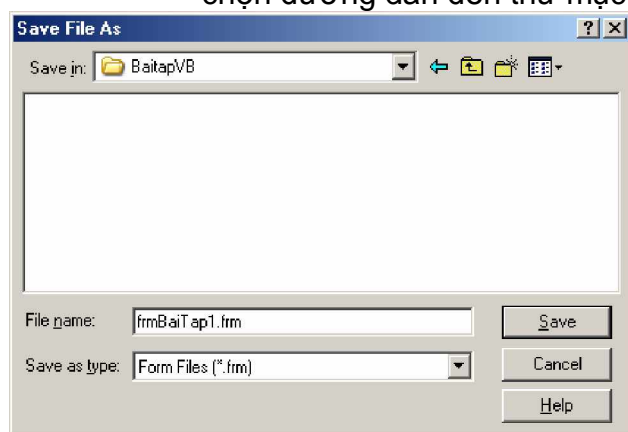 chọn đường dẫn đến thư mục
Save File As
Save in: BaitapVB
File name: frmBaiTap1.frm Save
Save as type: Form Files (*.frm) Cancel
Help